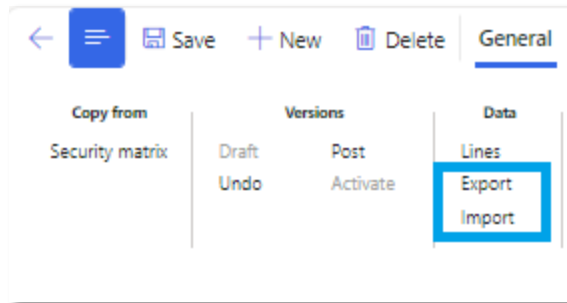 Save New Delete General
Copy from Versions Data
Security matrix Draft Post Lines
Undo Activate Export
Import